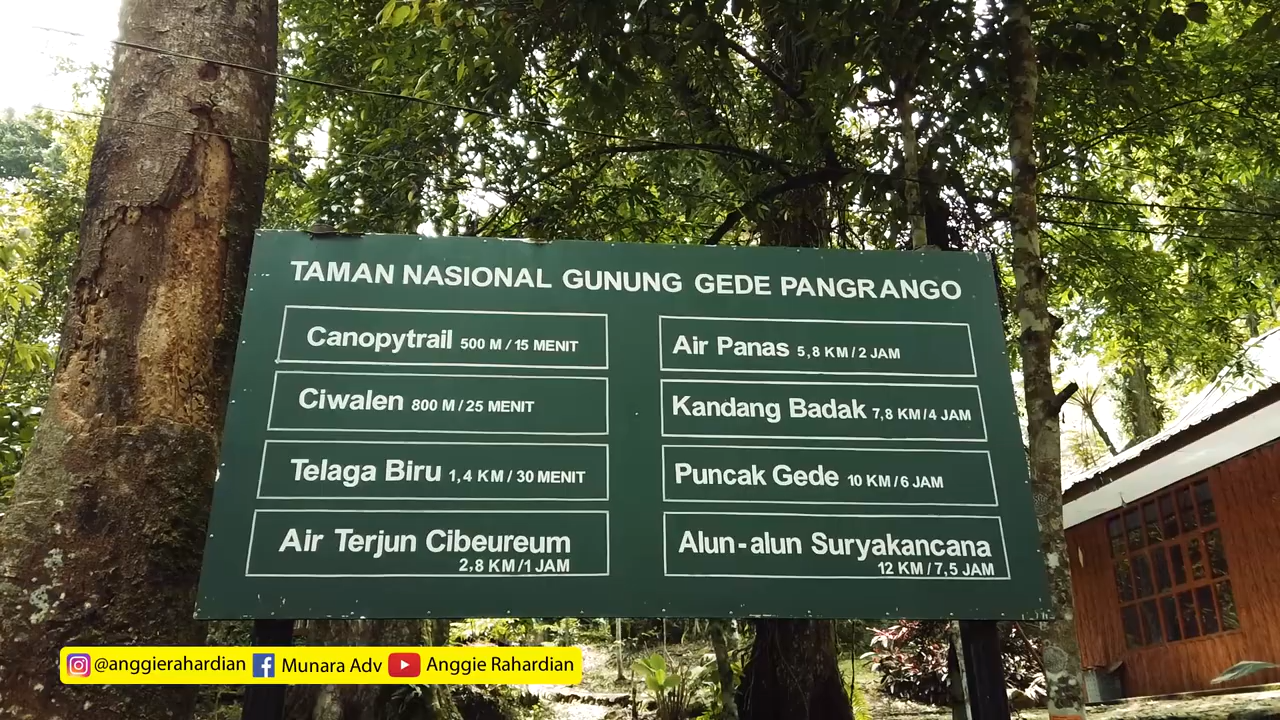 TAMAN NASIONAL GUNUNG GEDE PANGRANGO
Canopytrail 500 M / 15 MENIT
Ciwalen 800 M / 25 MENIT
Telaga Biru 1,4 KM / 30 MENIT
Air Terjun Cibeureum
2,8 KM/1 JAM
Air Panas 5,8 KM / 2 JAM
Kandang Badak 7,8 KM/4 JAM
Puncak Gede 10 KM/6 JAM
Alun-alun Suryakancana
12 KM/7,5 JAM
@anggierahardian Munara Adv Anggie Rahardian